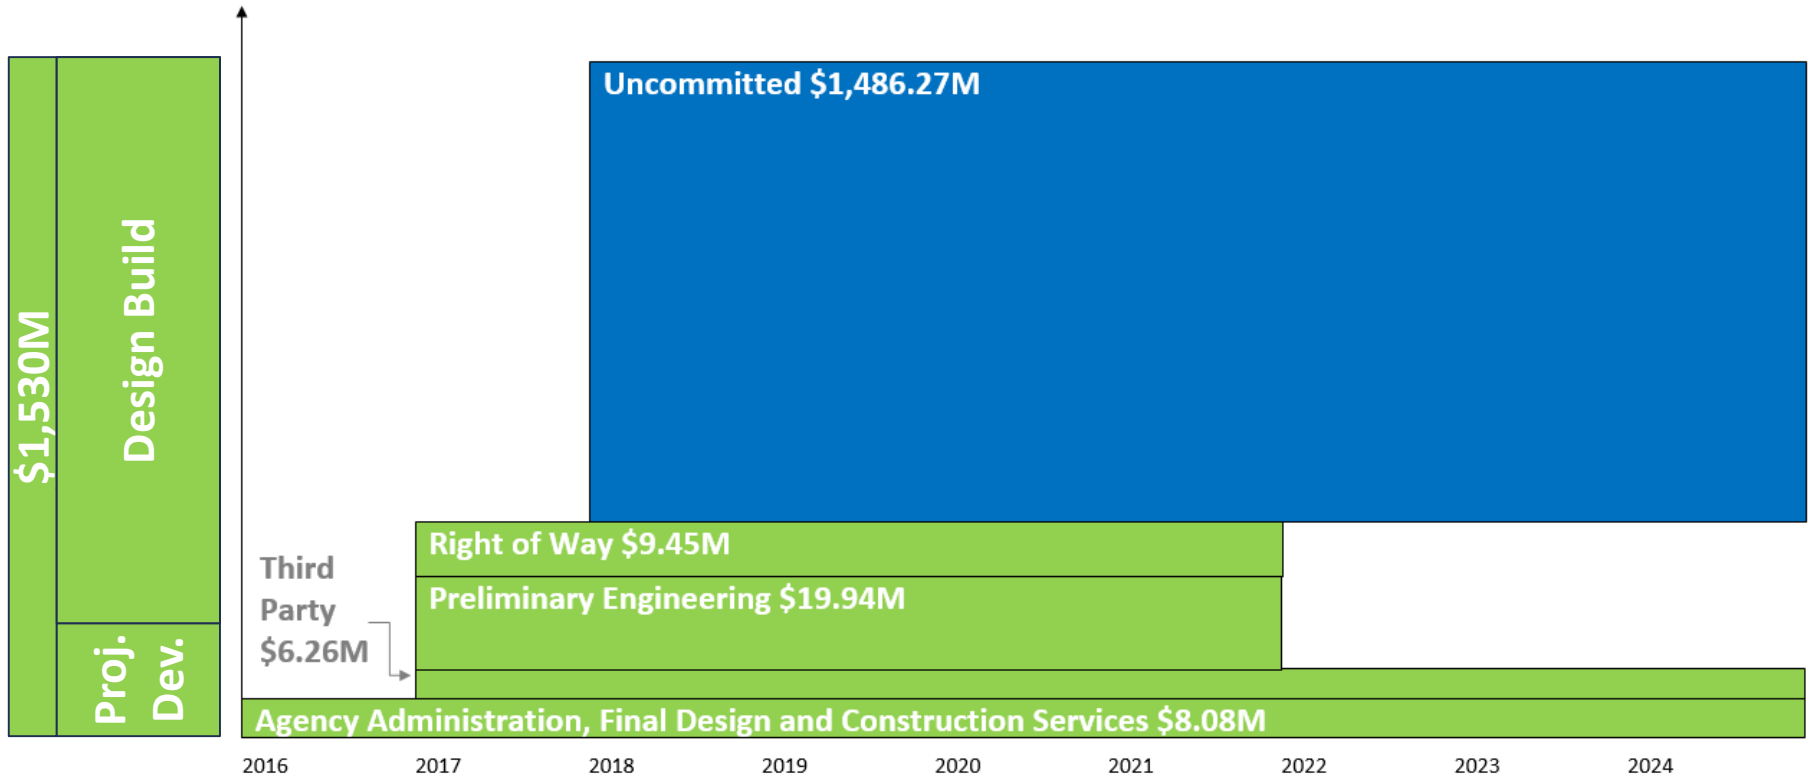 $1,530M
Design Build
Proj.
Dev.
Uncommitted $1,486.27M
Right of Way $9.45M
Preliminary Engineering $19.94M
Third
Party
$6.26M
Agency Administration, Final Design and Construction Services $8.08M
2016 2017 2018 2019 2020 2021 2022 2023 2024